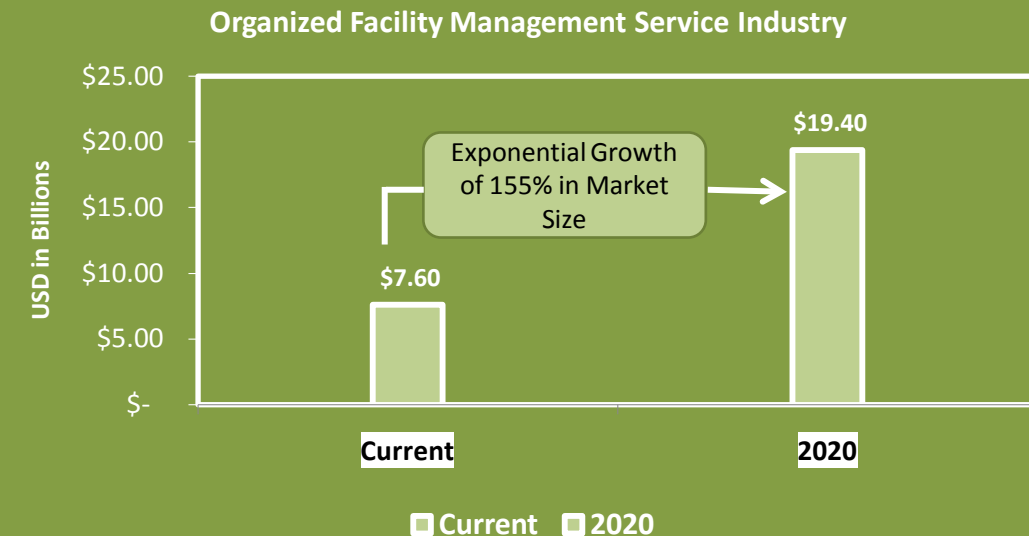 Organized Facility Management Service Industry
$25.00
$20.00
$15.00
$10.00
$5.00
$-
USD in Billions
Exponential Growth
of 155% in Market
Size
$7.60
$19.40
Current
2020
Current 2020